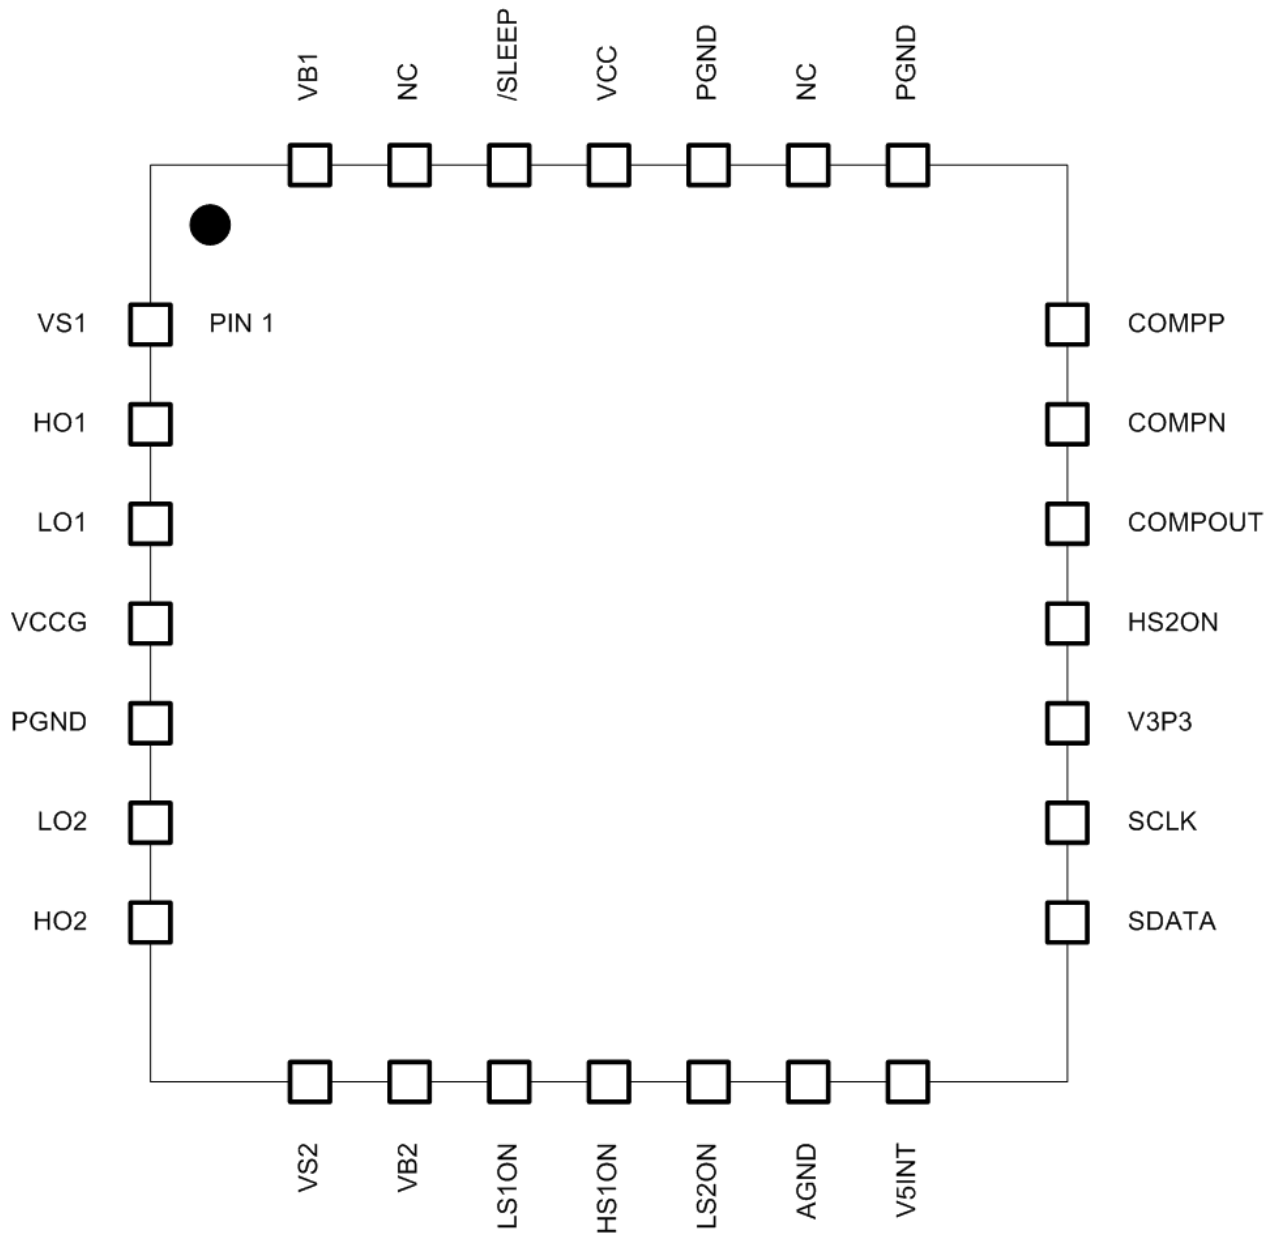 VB1
NC
/SLEEP
VCC
PGND
NC
PGND
VS1
PIN 1
COMPP
HO1
COMPN
LO1
COMPOUT
VCCG
HS2ON
PGND
V3P3
LO2
SCLK
HO2
SDATA
VS2
VB2
LS1ON
HS1ON
LS2ON
AGND
V5INT